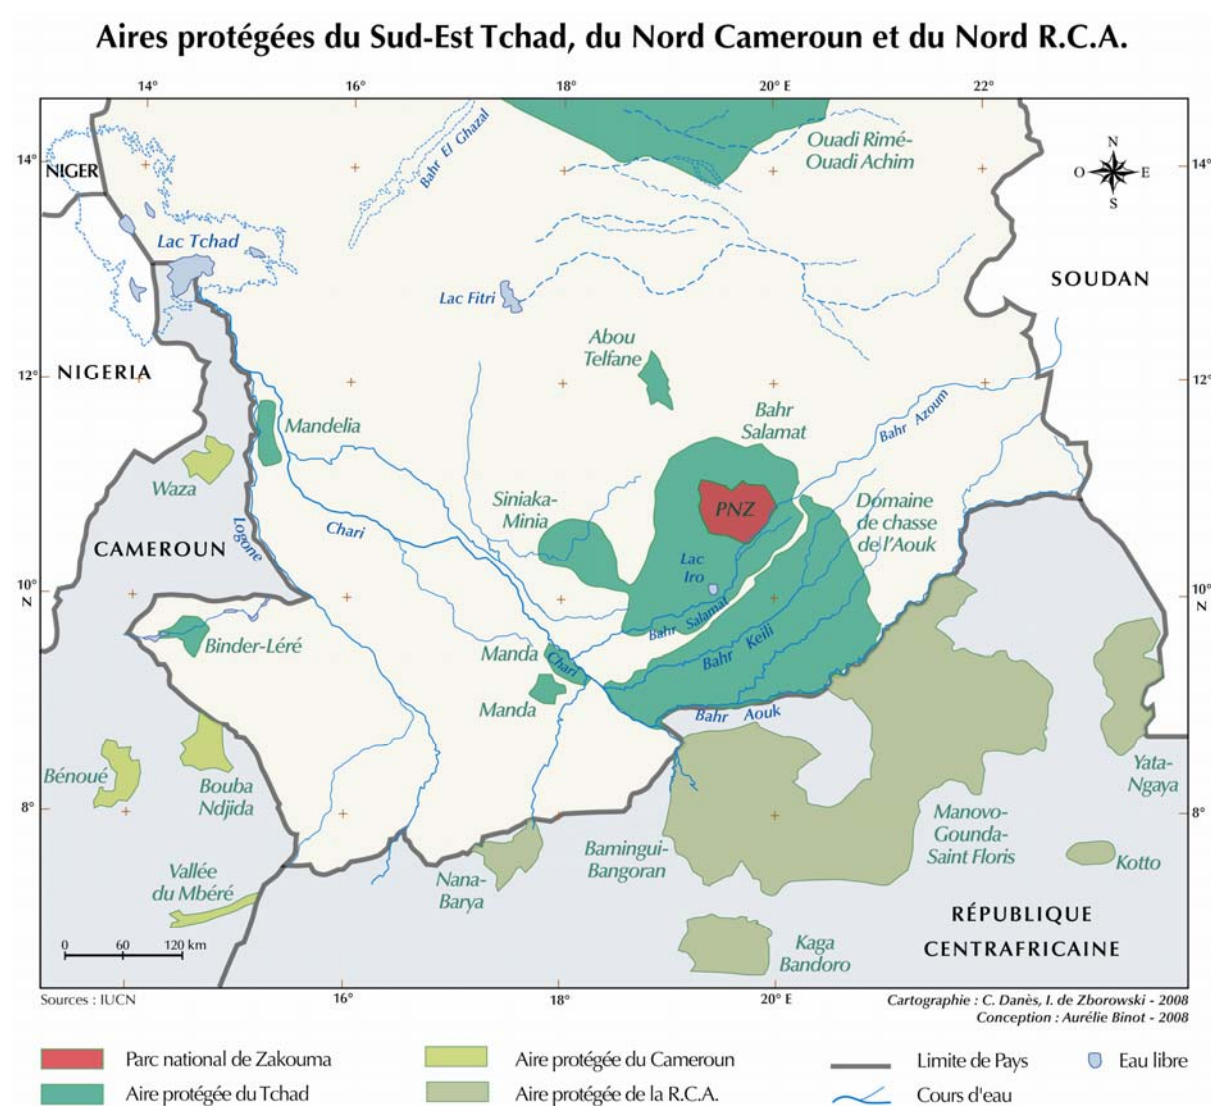 Aires protégées du Sud-Est Tchad, du Nord Cameroun et du Nord R.C.A.
14°
16°
18°
20° E
22°
14°
14°
NIGER
Bahr El Ghazal
Ouadi Rimé-
Ouadi Achim
N
O
E
S
Lac Tchad
Lac Fitri
SOUDAN
Abou
Telfane
12°
12°
NIGERIA
Mandelia
Bahr
Salamat
Bahr Azoum
Waza
Siniaka-
Minia
PNZ
Domaine
de chasse
de l'Aouk
Chari
Logone
CAMEROUN
Lac
Iro
10°
N
10°
N
Bahr Salamat
Binder-Léré
Manda
Chari
Bahr Keili
Manda
Bahr Aouk
Bénoué
Bouba
Ndjida
Yata-
Ngaya
8°
8°
Manovo-
Gounda-
Saint Floris
Bamingui-
Bangoran
Kotto
Vallée
du Mbéré
Nana-
Barya
RÉPUBLIQUE
CENTRAFRICAINE
Kaga
Bandoro
0 60 120 km
Sources : IUCN
16°
18°
20° E
Cartographie : C. Danès, I. de Zborowski - 2008
Conception : Aurélie Binot - 2008
Parc national de Zakouma
Aire protégée du Cameroun
Limite de Pays
Eau libre
Aire protégée du Tchad
Aire protégée de la R.C.A.
Cours d'eau